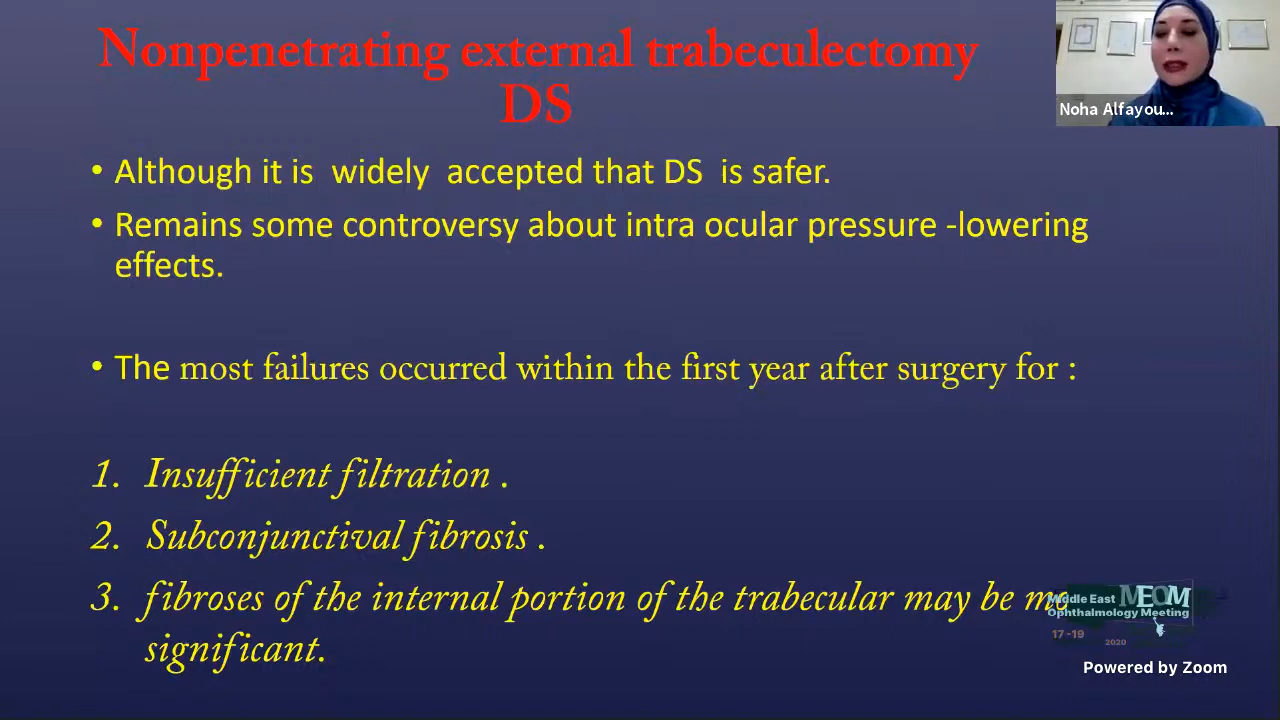 Nonpenetrating external trabeculectomy
DS
Noha Alfayou...
• Although it is widely accepted that DS is safer.
• Remains some controversy about intra ocular pressure -lowering
effects.
• The most failures occurred within the first year after surgery for :
1. Insufficient filtration .
2. Subconjunctival fibrosis .
3. fibroses of the internal portion of the trabecular may be
significant.
Middle East MEOM
Ophthalmology Meeting
17-19
2020
Powered by Zoom